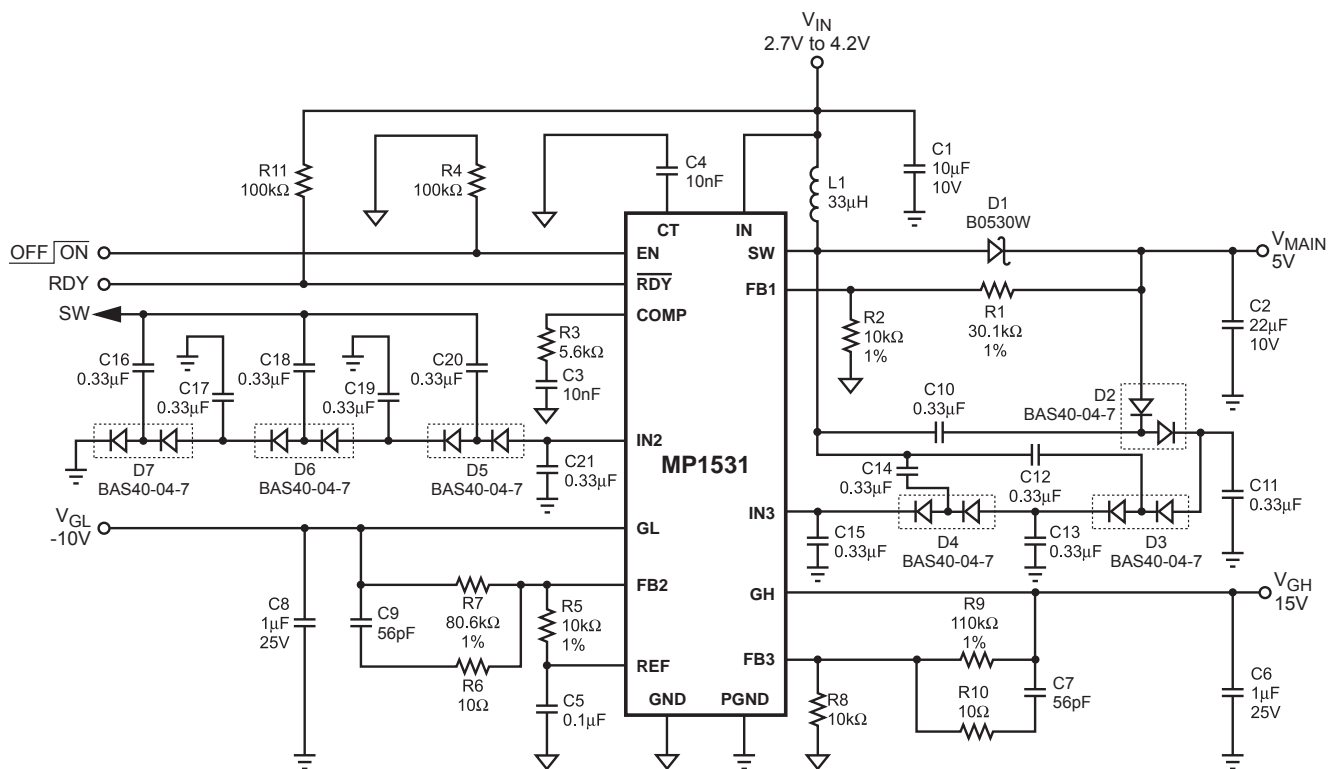 VIN
2.7V to 4.2V
R11
100kΩ
R4
100kΩ
C4
10nF
L1
33μH
C1
10μF
10V
D1
B0530W
CT
IN
OFF ON
EN
SW
VMAIN
5V
RDY
RDY
FB1
SW
COMP
R3
5.6kΩ
C3
10nF
R2
10kΩ
1%
R1
30.1kΩ
1%
C2
22μF
10V
C16
0.33μF
C17
0.33μF
C18
0.33μF
C19
0.33μF
C20
0.33μF
D2
BAS40-04-7
C10
0.33μF
D7
BAS40-04-7
D6
BAS40-04-7
D5
BAS40-04-7
IN2
C21
0.33μF
MP1531
C14
0.33μF
C12
0.33μF
C11
0.33μF
IN3
C15
0.33μF
D4
BAS40-04-7
C13
0.33μF
D3
BAS40-04-7
VGL
-10V
GL
FB2
GH
VGH
15V
C8
1μF
25V
C9
56pF
R7
80.6kΩ
1%
R6
10Ω
R5
10kΩ
1%
REF
C5
0.1μF
GND
PGND
FB3
R8
10kΩ
R9
110kΩ
1%
R10
10Ω
C7
56pF
C6
1μF
25V